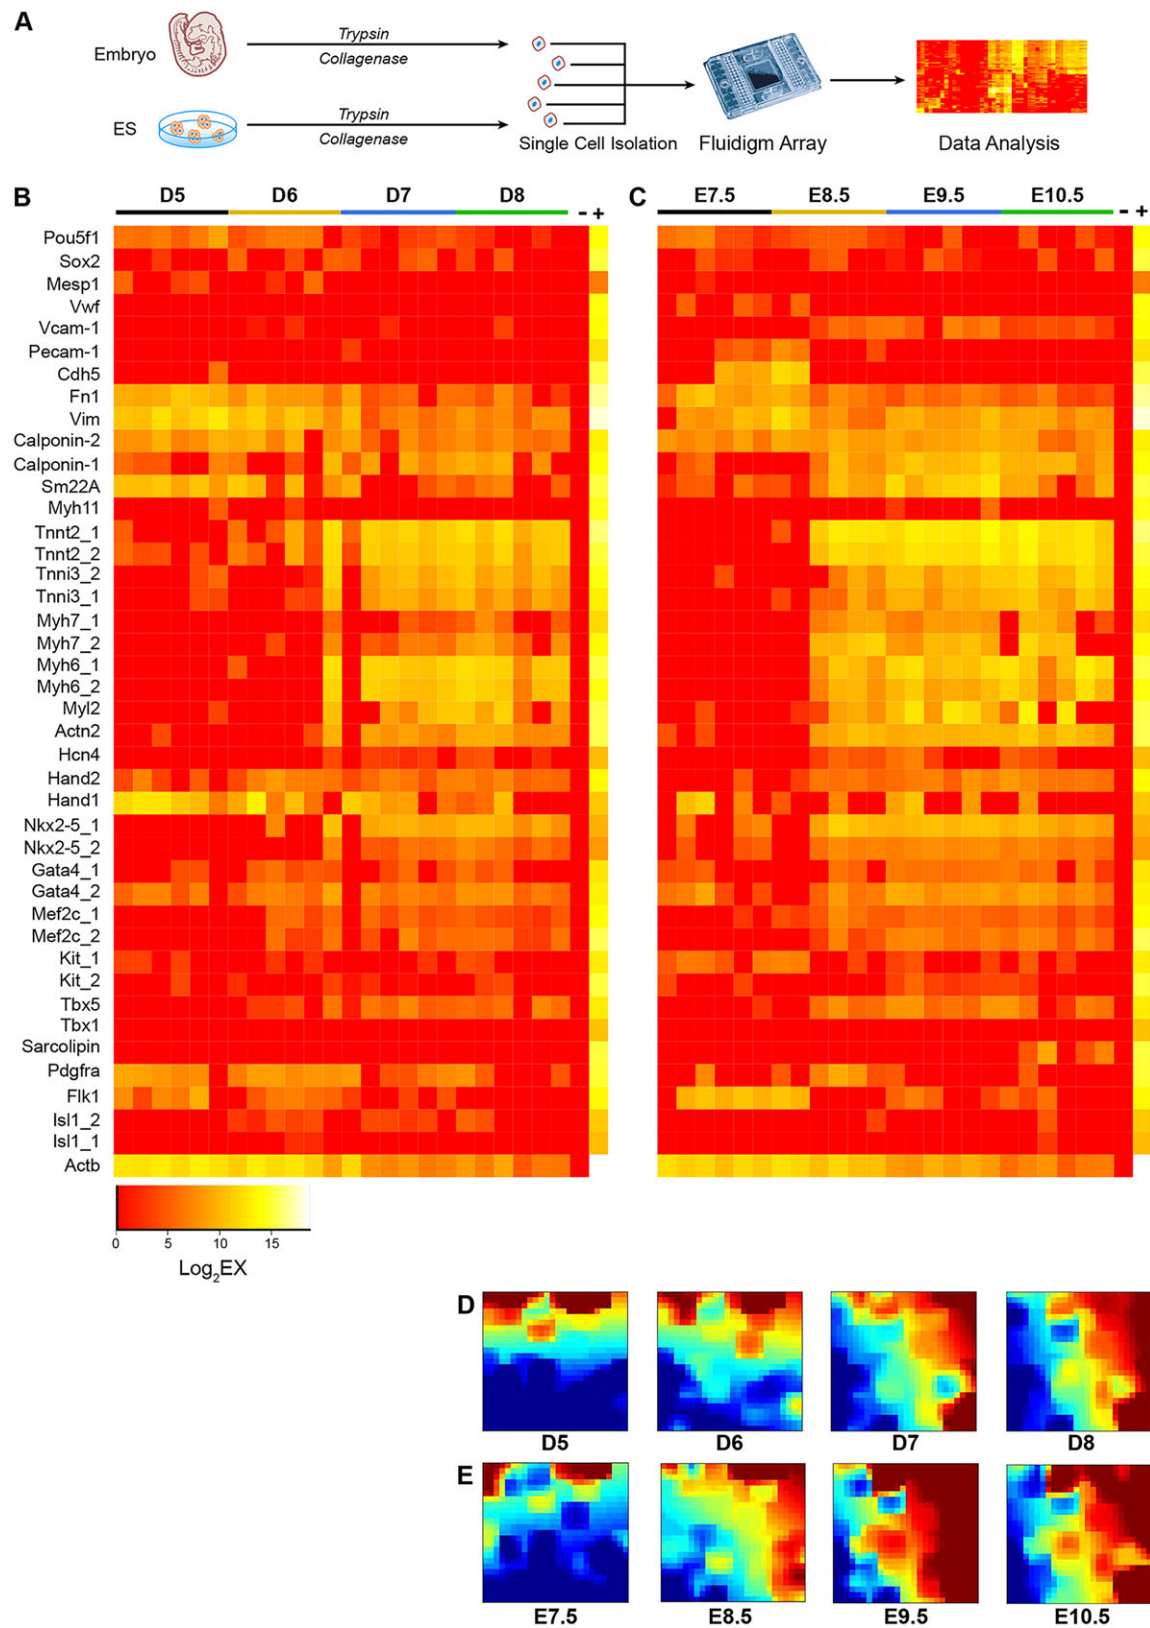 A
Embryo
Trypsin
Collagenase
ES
Trypsin
Collagenase
Single Cell Isolation
Fluidigm Array
Data Analysis
B
D5
D6
D7
D8
- +
C
E7.5
E8.5
E9.5
E10.5
- +
Pou5f1
Sox2
Mesp1
Vwf
Vcam-1
Pecam-1
Cdh5
Fn1
Vim
Calponin-2
Calponin-1
Sm22A
Myh11
Tnnt2_1
Tnnt2_2
Tnni3_2
Tnni3_1
Myh7_1
Myh7_2
Myh6_1
Myh6_2
Myl2
Actn2
Hcn4
Hand2
Hand1
Nkx2-5_1
Nkx2-5_2
Gata4_1
Gata4_2
Mef2c_1
Mef2c_2
Kit_1
Kit_2
Tbx5
Tbx1
Sarcolipin
Pdgfra
Flk1
Isl1_2
Isl1_1
Actb
0 5 10 15
Log2EX
D
D5
D6
D7
D8
E
E7.5
E8.5
E9.5
E10.5